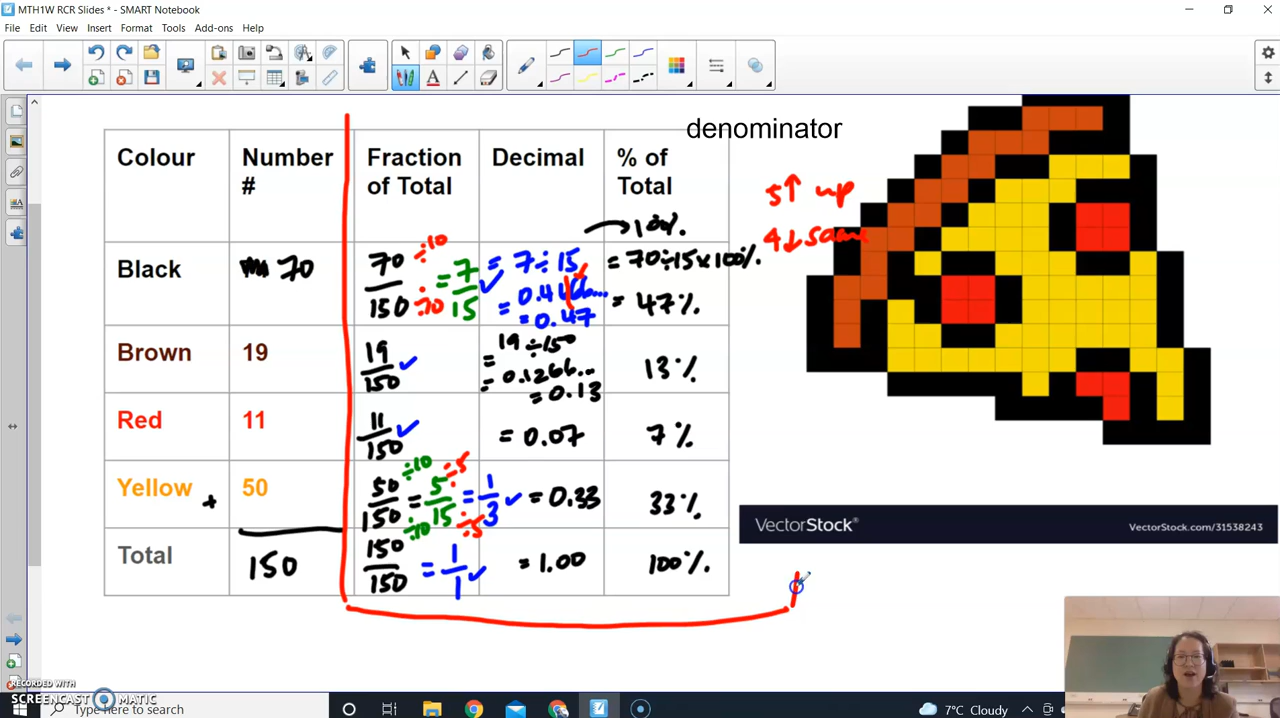 MTH1W RCR Slides * - SMART Notebook
File Edit View Insert Format Tools Add-ons Help
denominator
Colour Number # Fraction of Total Decimal % of Total
5↑ up
4↓ same
100%
Black 70 70/150 ÷10 ÷10 = 7/15 ✓ = 7÷15 = 70÷15×100%
= 0.4666... = 47%
= 0.47
Brown 19 19/150 ✓ = 19÷150 13%
= 0.1266...
= 0.13
Red 11 11/150 ✓ = 0.07 7%
Yellow + 50 50/150 ÷10 ÷10 = 5/15 ÷5 ÷5 = 1/3 ✓ = 0.33 33%
Total 150 150/150 = 1/1 ✓ = 1.00 100%
VectorStock®
VectorStock.com/31538243
RECORDED WITH
SCREENCAST MATIC
Type here to search
7°C Cloudy